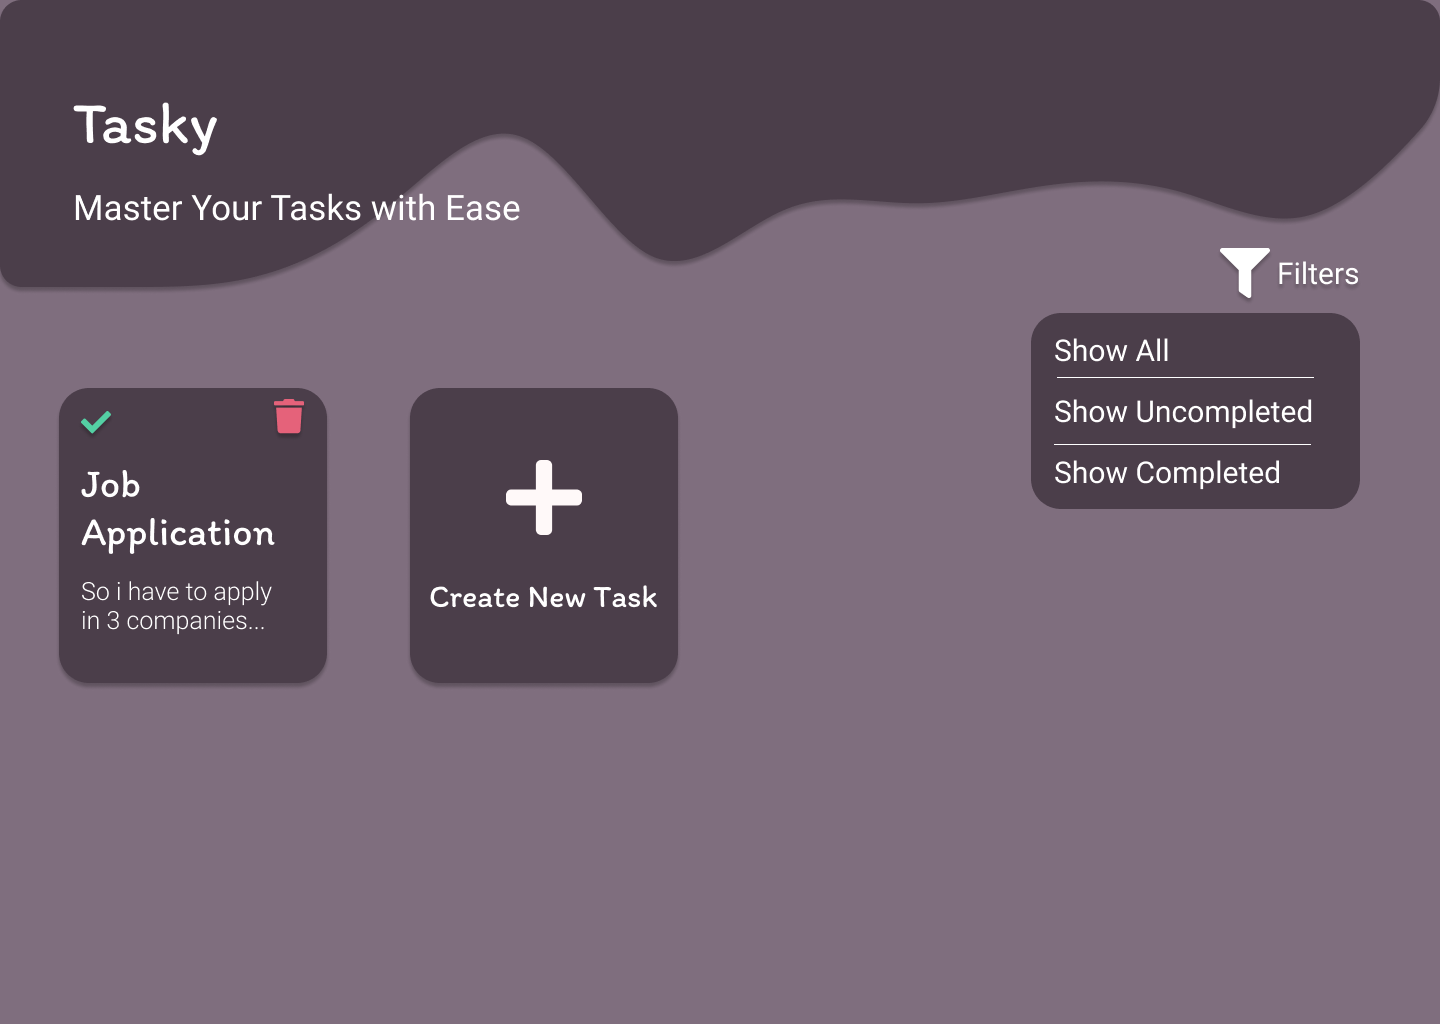 Tasky
Master Your Tasks with Ease
Filters
Show All
Show Uncompleted
Show Completed
Job
Application
So i have to apply
in 3 companies...
Create New Task